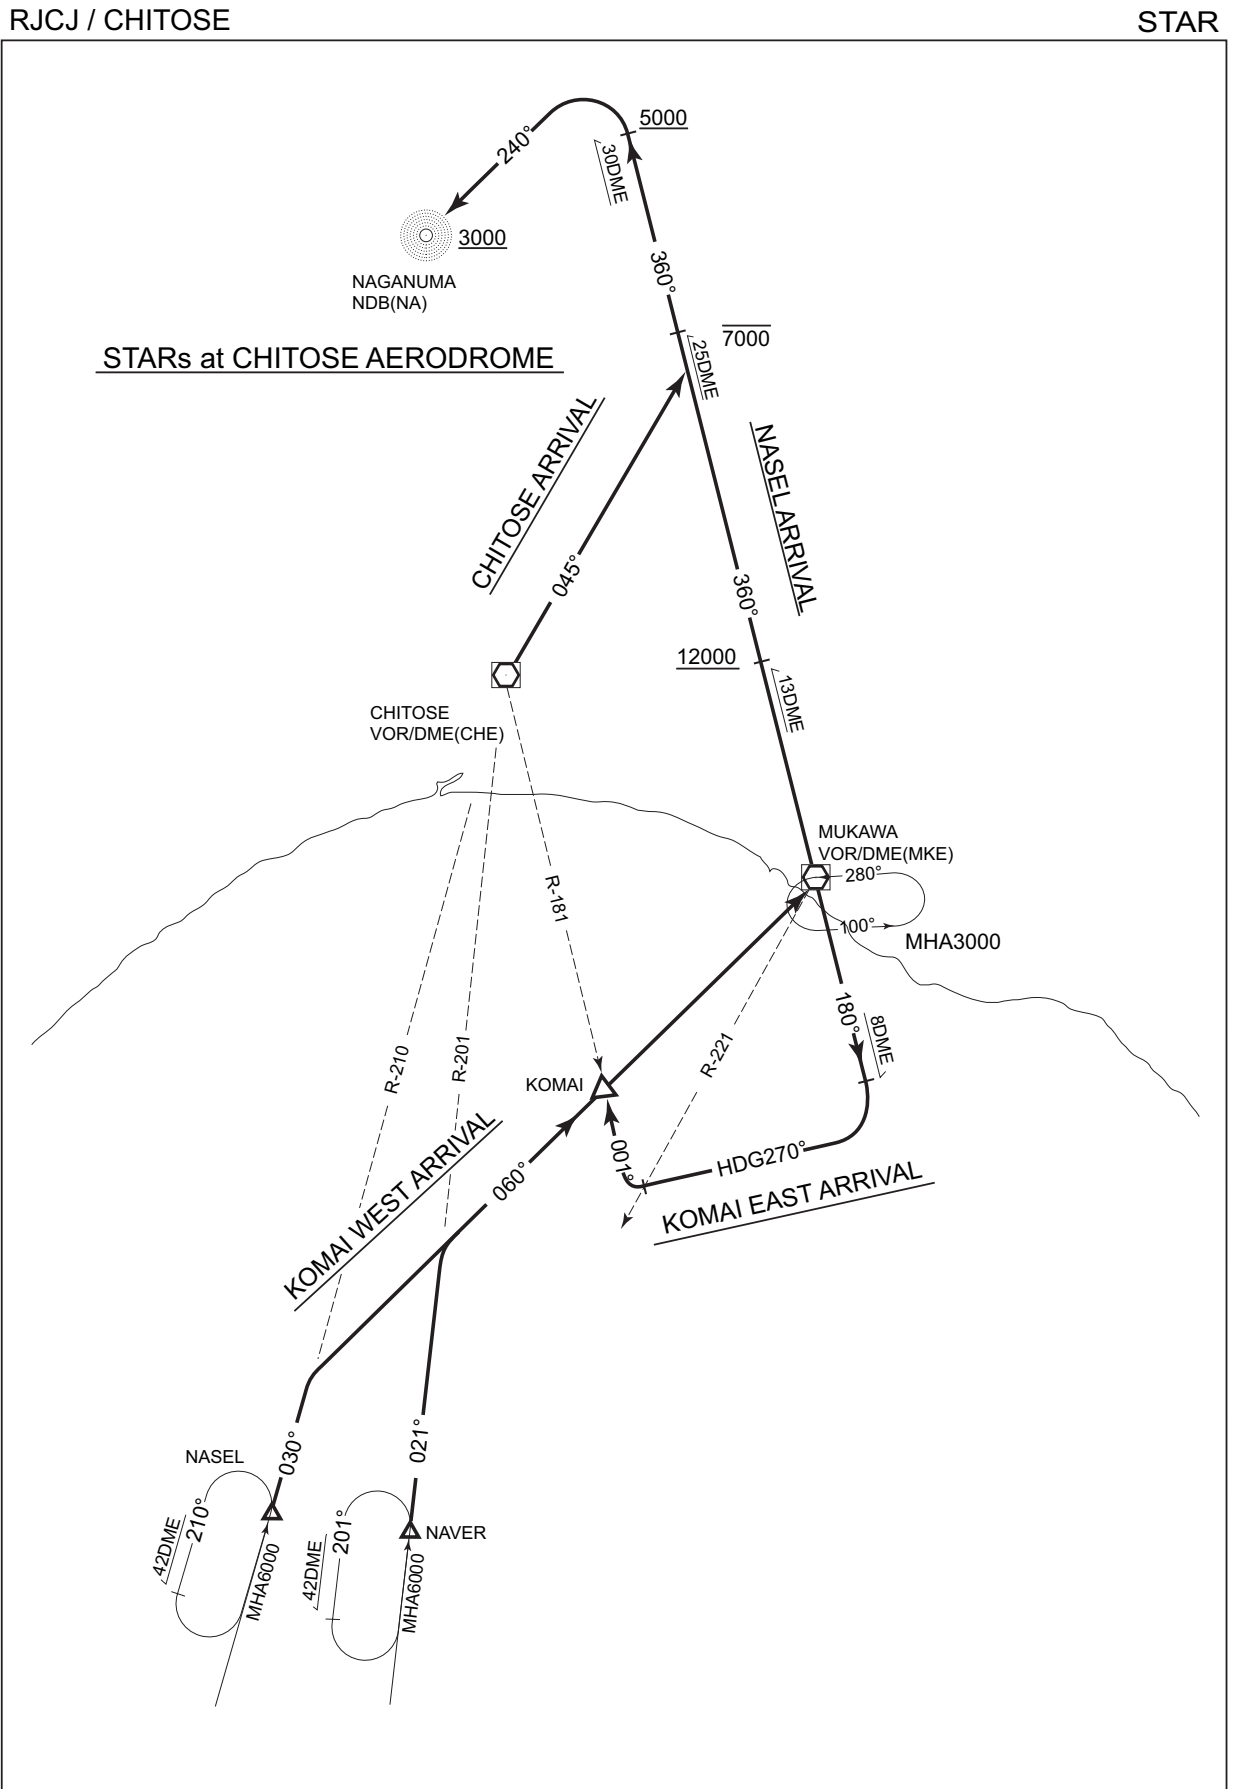 RJCJ / CHITOSE
STAR
5000
240°
30DME
3000
NAGANUMA
NDB(NA)
360°
7000
25DME
STARs at CHITOSE AERODROME
CHITOSE ARRIVAL
NASEL ARRIVAL
045°
360°
12000
13DME
CHITOSE
VOR/DME(CHE)
MUKAWA
VOR/DME(MKE)
280°
100°
MHA3000
R-181
180°
8DME
R-210
R-201
R-221
KOMAI
001°
HDG270°
KOMAI WEST ARRIVAL
060°
KOMAI EAST ARRIVAL
030°
021°
NASEL
210°
42DME
MHA6000
NAVER
201°
42DME
MHA6000